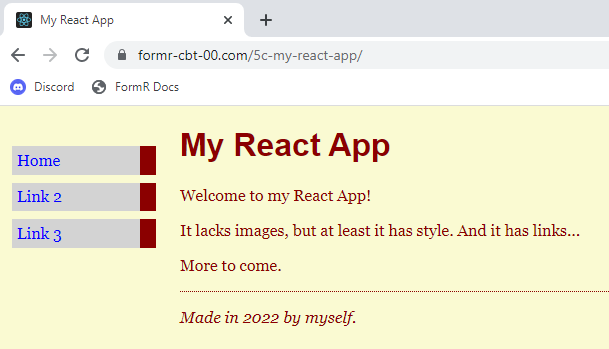 My React App
formr-cbt-00.com/5c-my-react-app/
Discord
FormR Docs
Home
Link 2
Link 3
My React App
Welcome to my React App!
It lacks images, but at least it has style. And it has links...
More to come.
Made in 2022 by myself.